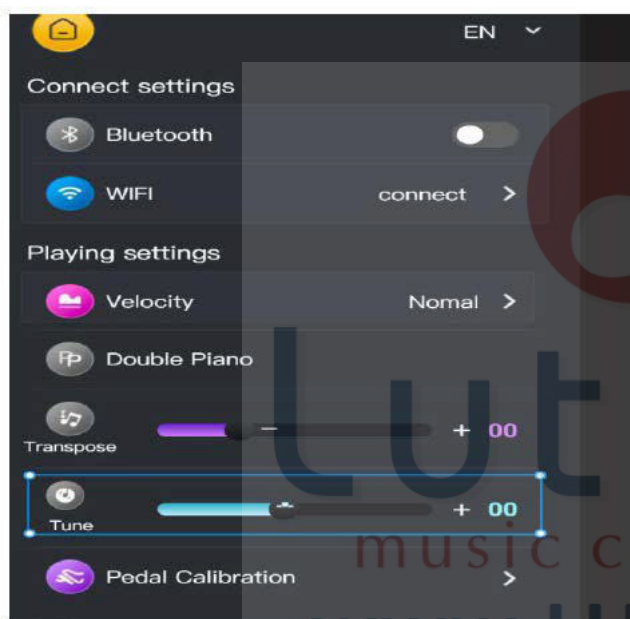 EN
Connect settings
Bluetooth
WIFI connect >
Playing settings
Velocity Nomal >
Double Piano
Transpose − + 00
Tune − + 00
Pedal Calibration >
Lut
music c